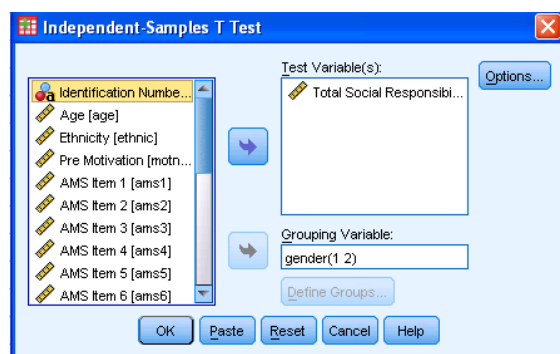 Independent-Samples T Test
Identification Numbe...
Age [age]
Ethnicity [ethnic]
Pre Motivation [motn...
AMS Item 1 [ams1]
AMS Item 2 [ams2]
AMS Item 3 [ams3]
AMS Item 4 [ams4]
AMS Item 5 [ams5]
AMS Item 6 [ams6]
Test Variable(s):
Total Social Responsibi...
Options...
Grouping Variable:
gender(1 2)
Define Groups...
OK Paste Reset Cancel Help